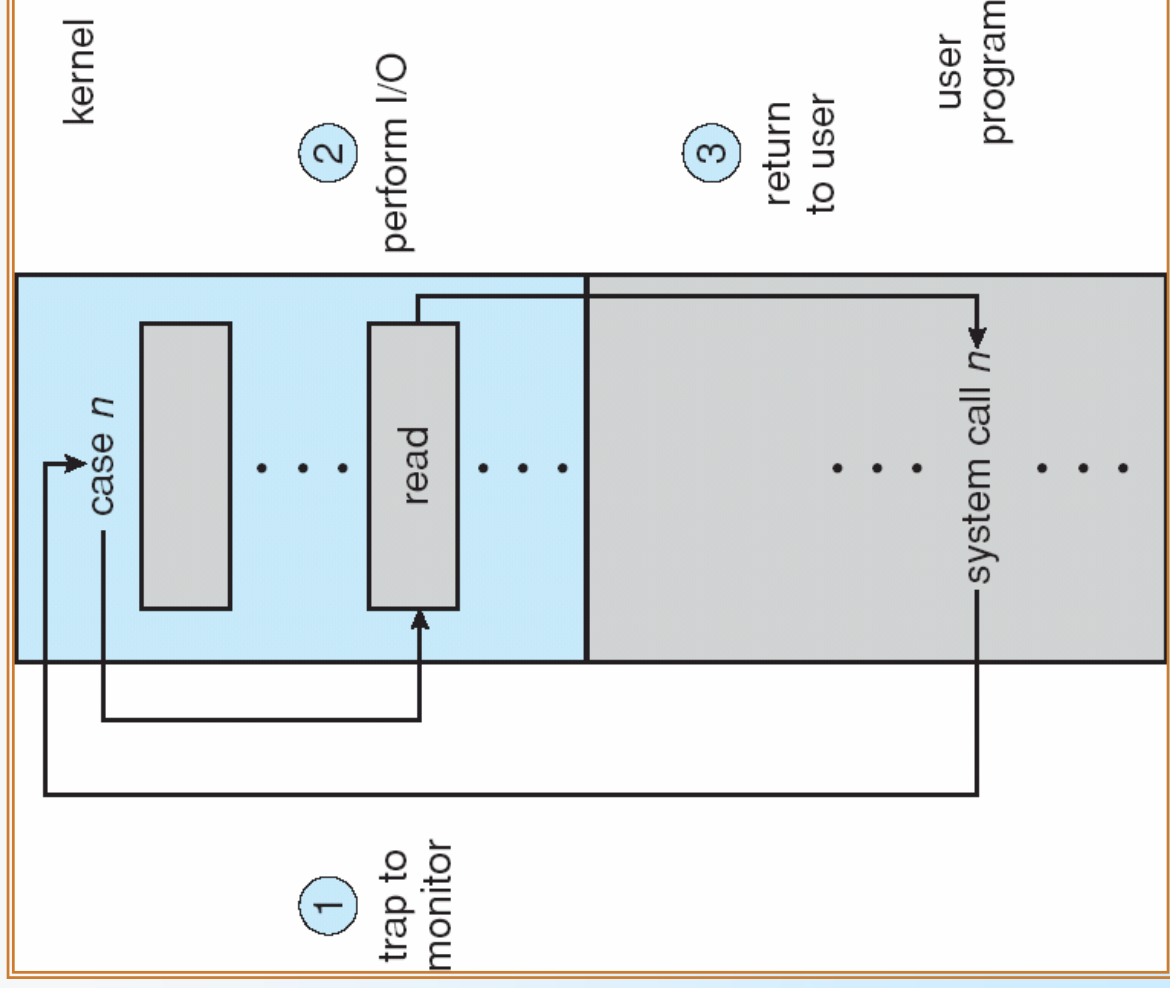 kernel
case n
1
trap to
monitor
2
perform I/O
read
3
return
to user
system call n
user
program